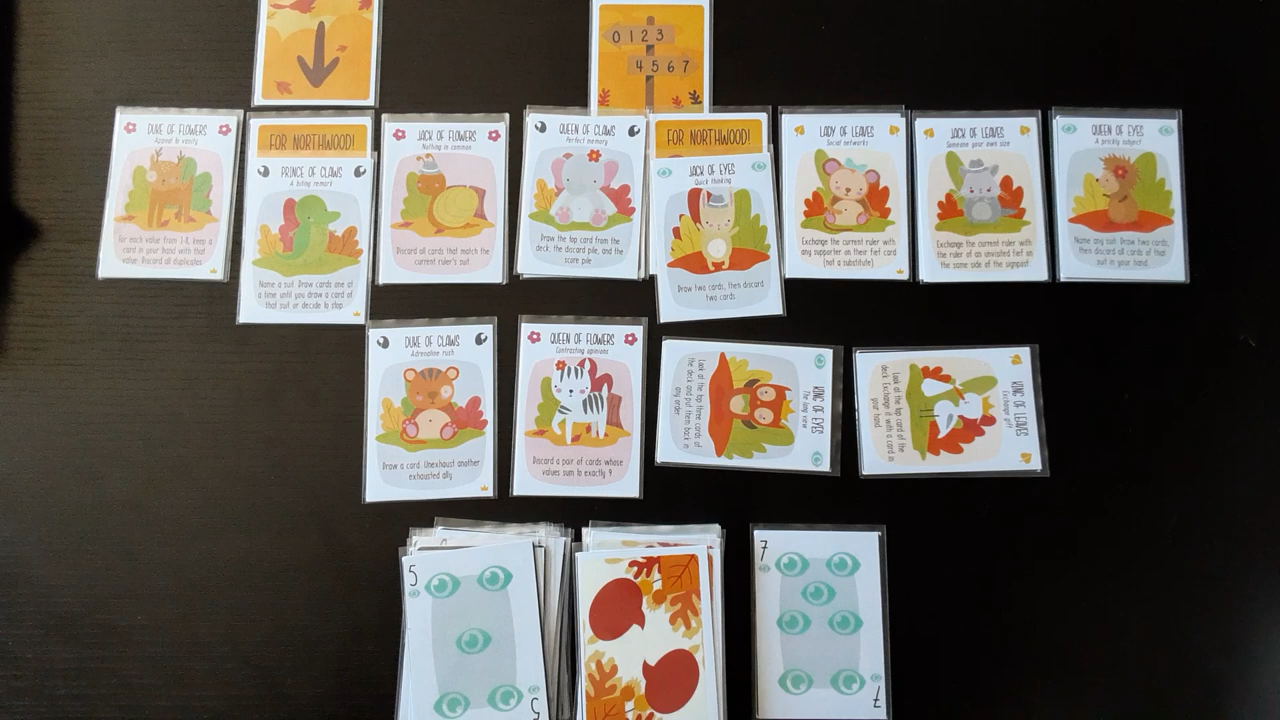 0 1 2 3
4 5 6 7
DUKE OF FLOWERS
Appeal to vanity
For each value from 1-8, keep a
card in your hand with that
value. Discard all duplicates
FOR NORTHWOOD!
PRINCE OF CLAWS
A biting remark
Name a suit. Draw cards one at
a time until you draw a card of
that suit or decide to stop
JACK OF FLOWERS
Nothing in common
Discard all cards that match the
current ruler's suit
QUEEN OF CLAWS
Perfect memory
Draw the top card from the
deck, the discard pile, and the
score pile
FOR NORTHWOOD!
JACK OF EYES
Quick thinking
Draw two cards, then discard
two cards
LADY OF LEAVES
Social networks
Exchange the current ruler with
any supporter on their fief card
(not a substitute)
JACK OF LEAVES
Someone your own size
Exchange the current ruler with
the ruler of an unvisited fief on
the same side of the signpost
QUEEN OF EYES
A prickly subject
Name any suit. Draw two cards,
then discard all cards of that
suit in your hand
DUKE OF CLAWS
Adrenaline rush
Draw a card. Unexhaust another
exhausted ally
QUEEN OF FLOWERS
Contrasting opinions
Discard a pair of cards whose
values sum to exactly 9
KING OF EYES
The long view
Look at the top three cards of
the deck and put them back in
any order
KING OF LEAVES
Exchange gift
Look at the top card of the
deck. Exchange it with a card in
your hand
5
5
7
7